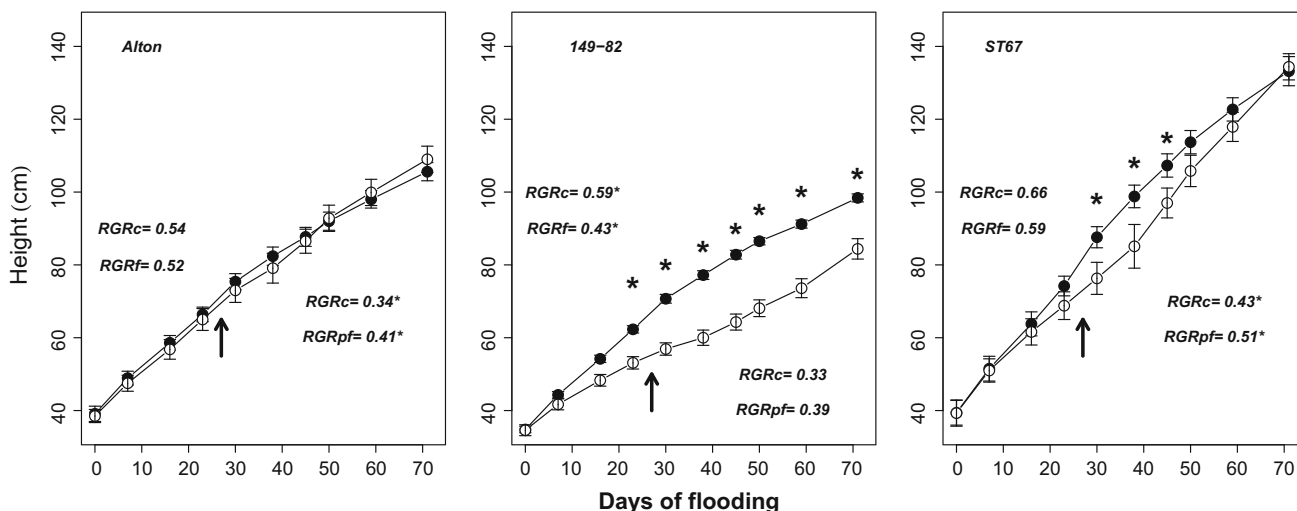 Height (cm)
140
120
100
80
60
40
Alton
RGRc= 0.54
RGRf= 0.52
RGRc= 0.34*
RGRpf= 0.41*
0 10 20 30 40 50 60 70
140
120
100
80
60
40
149−82
* * * * * * *
RGRc= 0.59*
RGRf= 0.43*
RGRc= 0.33
RGRpf= 0.39
0 10 20 30 40 50 60 70
140
120
100
80
60
40
ST67
* * *
RGRc= 0.66
RGRf= 0.59
RGRc= 0.43*
RGRpf= 0.51*
0 10 20 30 40 50 60 70
Days of flooding